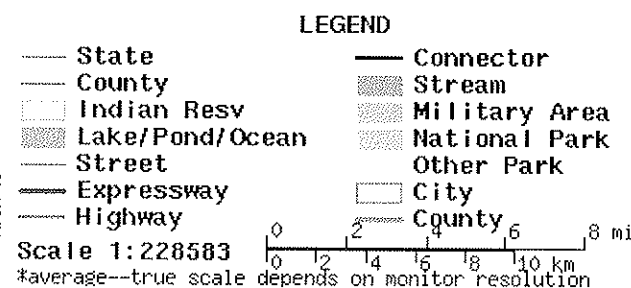 LEGEND
State
County
Indian Resv
Lake/Pond/Ocean
Street
Expressway
Highway
Connector
Stream
Military Area
National Park
Other Park
City
County
Scale 1:228583
0 2 4 6 8 mi
0 2 4 6 8 10 km
*average--true scale depends on monitor resolution